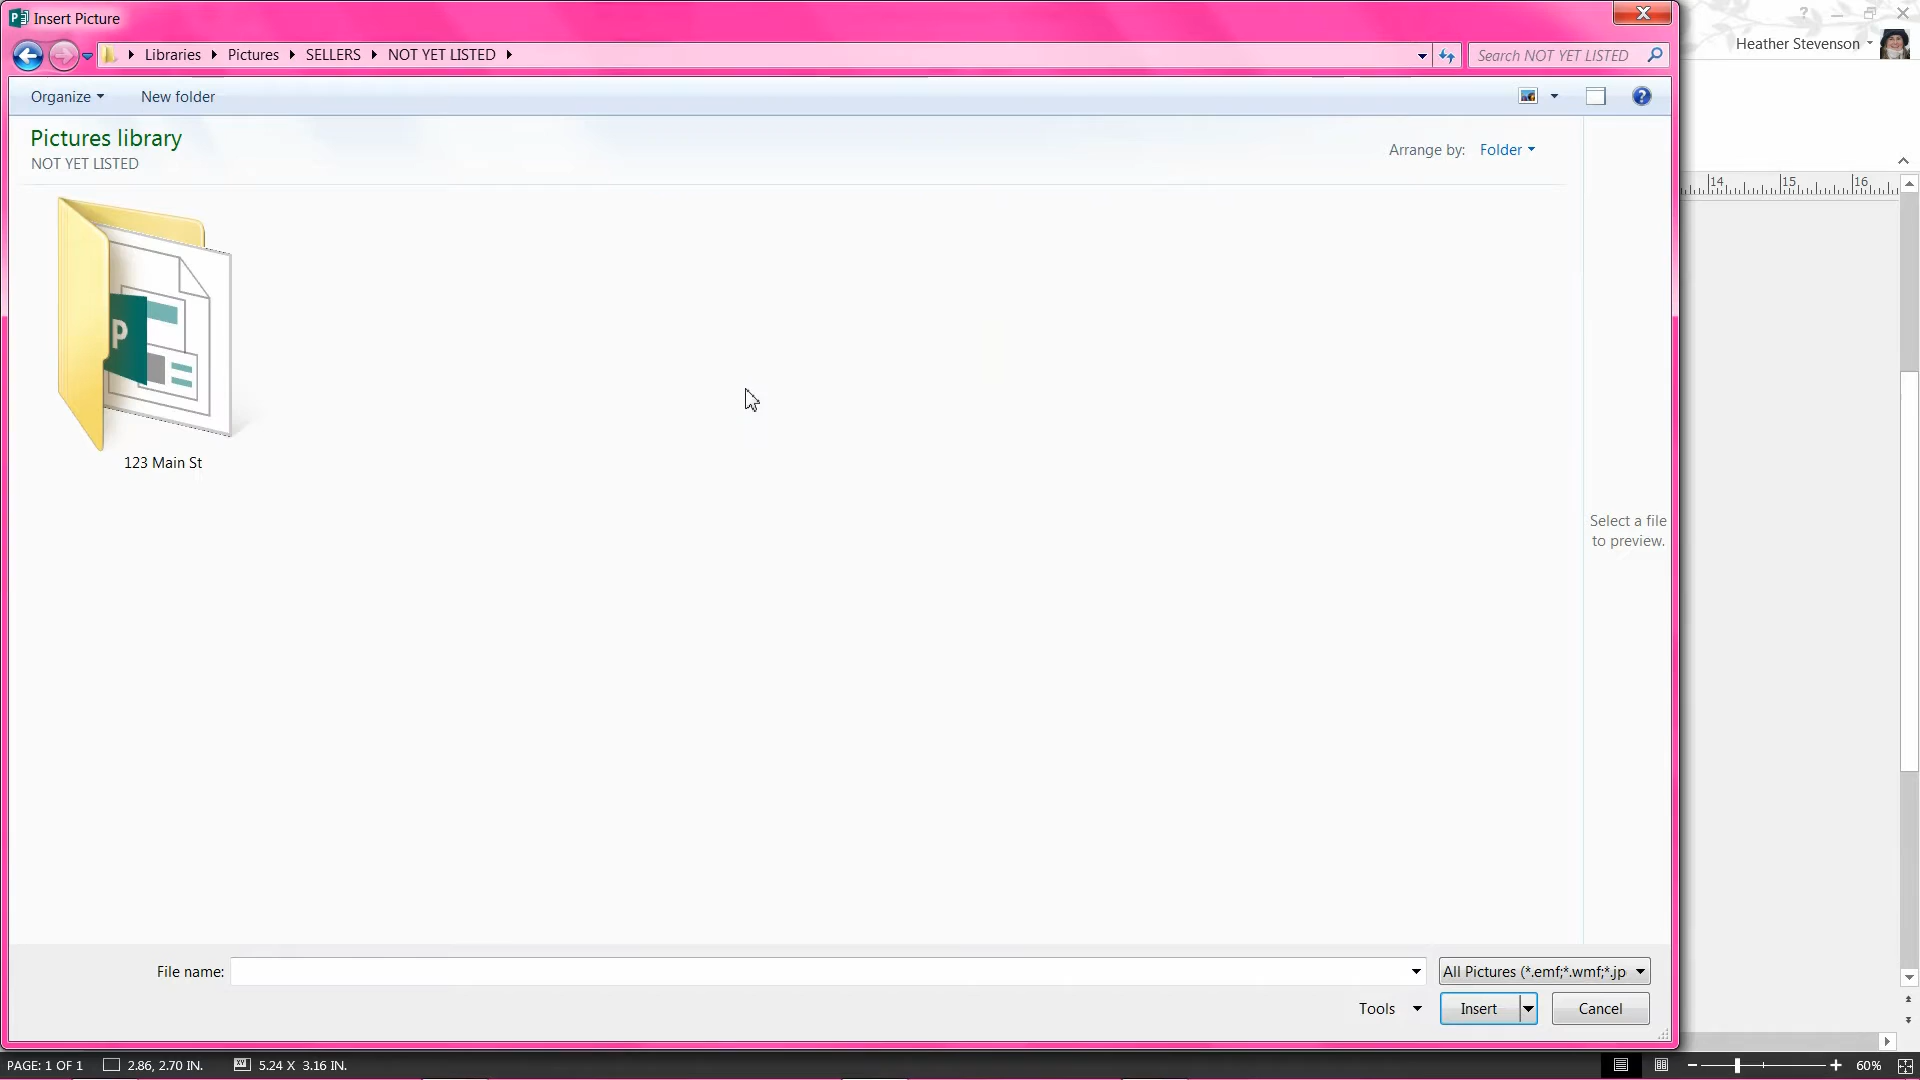 Insert Picture
Heather Stevenson
Libraries Pictures SELLERS NOT YET LISTED
Search NOT YET LISTED
Organize New folder
Pictures library
NOT YET LISTED
Arrange by: Folder
14 15 16
P
123 Main St
Select a file
to preview.
File name:
All Pictures (*.emf;*.wmf;*.jp
Tools Insert Cancel
PAGE: 1 OF 1 2.86, 2.70 IN. 5.24 X 3.16 IN. 60%